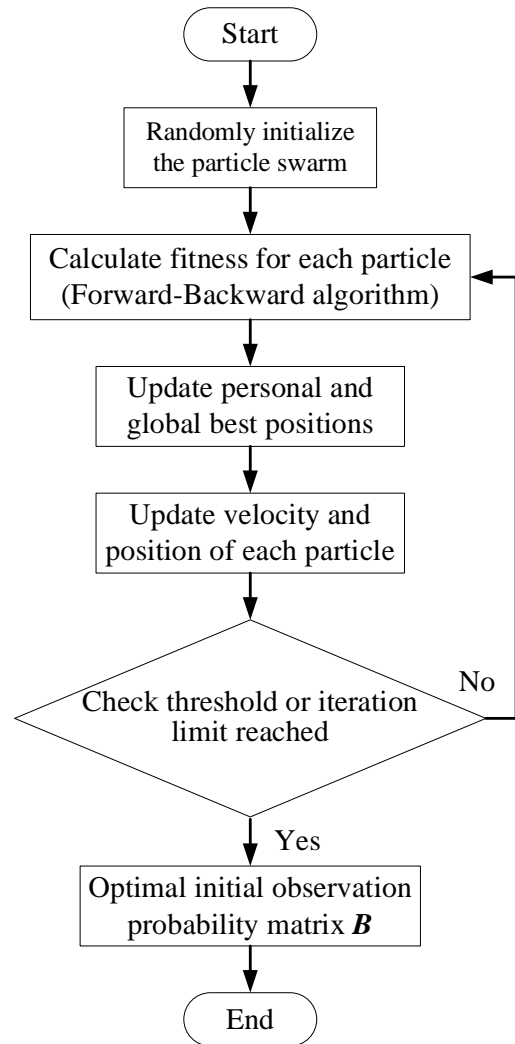 Start
Randomly initialize
the particle swarm
Calculate fitness for each particle
(Forward-Backward algorithm)
Update personal and
global best positions
Update velocity and
position of each particle
Check threshold or iteration
limit reached
No
Yes
Optimal initial observation
probability matrix B
End